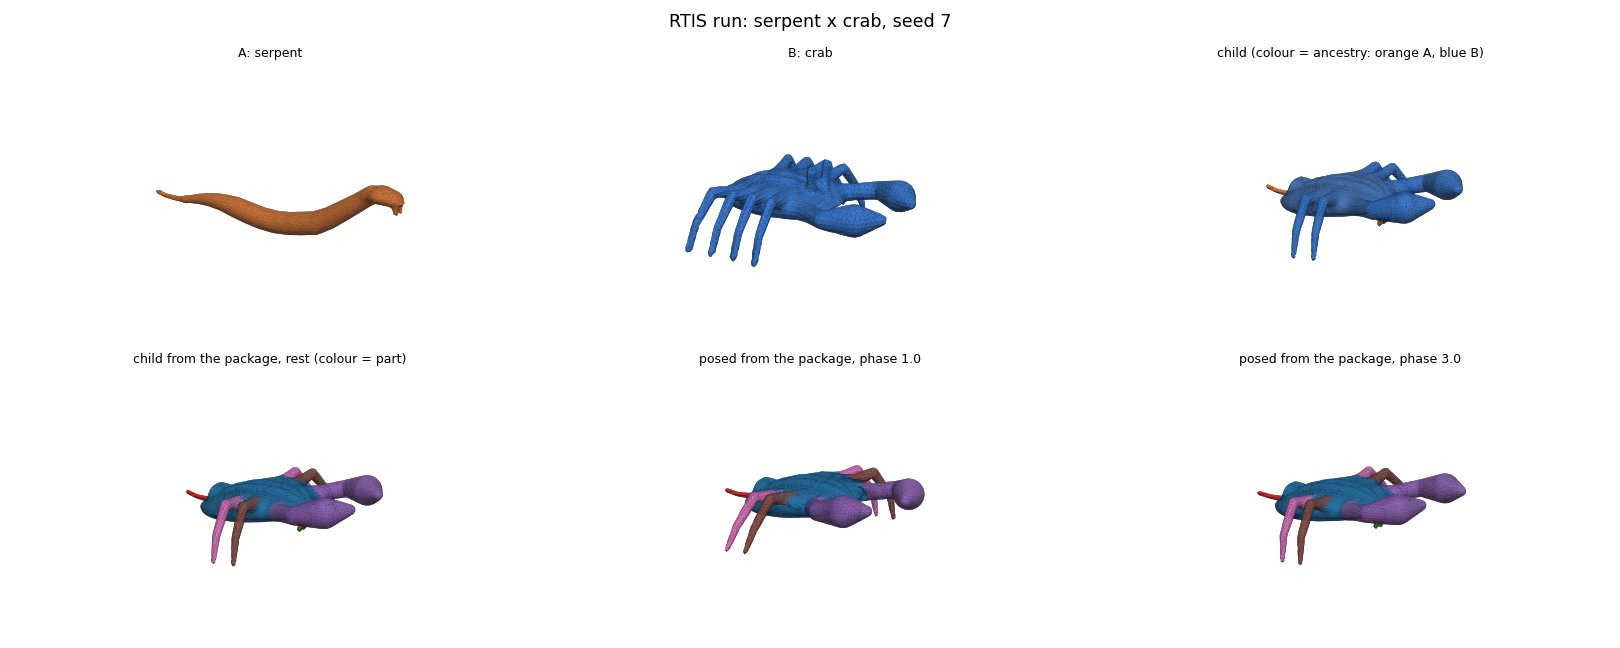 RTIS run: serpent x crab, seed 7
A: serpent
B: crab
child (colour = ancestry: orange A, blue B)
child from the package, rest (colour = part)
posed from the package, phase 1.0
posed from the package, phase 3.0